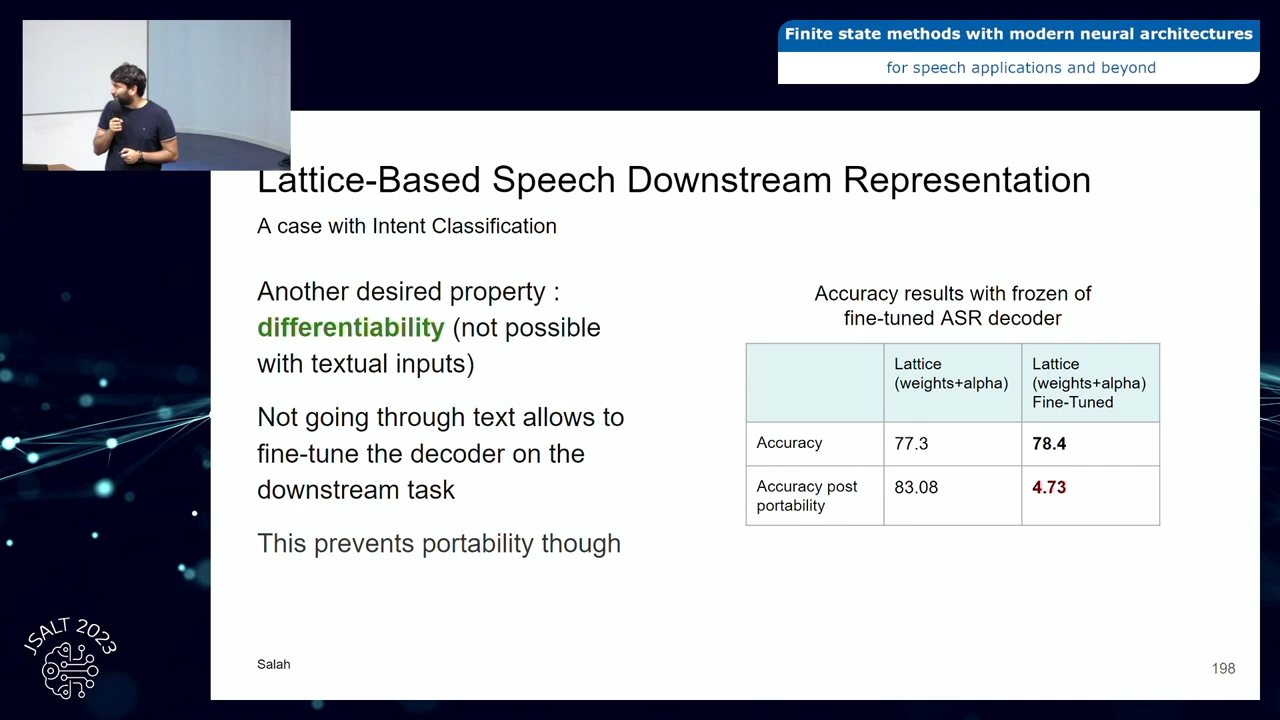 Finite state methods with modern neural architectures
for speech applications and beyond
Lattice-Based Speech Downstream Representation
A case with Intent Classification
Another desired property :
differentiability (not possible
with textual inputs)
Not going through text allows to
fine-tune the decoder on the
downstream task
This prevents portability though
Accuracy results with frozen of
fine-tuned ASR decoder
Lattice
(weights+alpha)
Lattice
(weights+alpha)
Fine-Tuned
Accuracy
77.3
78.4
Accuracy post
portability
83.08
4.73
Salah
198
JSALT 2023